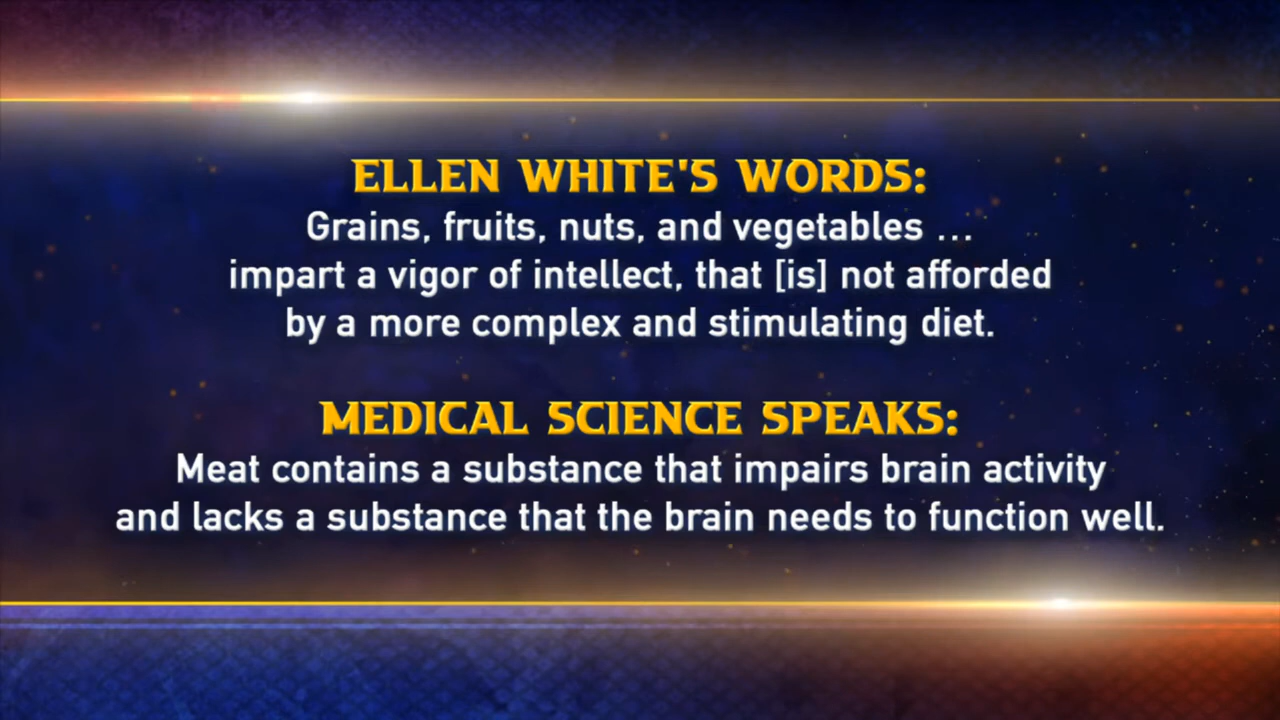 ELLEN WHITE'S WORDS:
Grains, fruits, nuts, and vegetables ...
impart a vigor of intellect, that [is] not afforded
by a more complex and stimulating diet.
MEDICAL SCIENCE SPEAKS:
Meat contains a substance that impairs brain activity
and lacks a substance that the brain needs to function well.